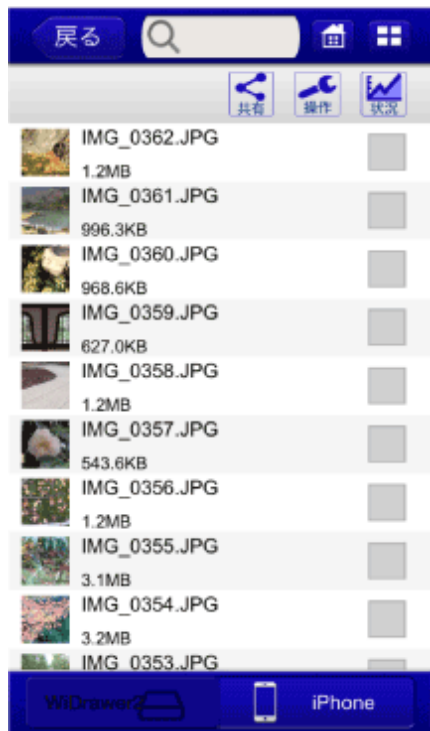 戻る
共有
操作
状況
IMG_0362.JPG
1.2MB
IMG_0361.JPG
996.3KB
IMG_0360.JPG
968.6KB
IMG_0359.JPG
627.0KB
IMG_0358.JPG
1.2MB
IMG_0357.JPG
543.6KB
IMG_0356.JPG
1.2MB
IMG_0355.JPG
3.1MB
IMG_0354.JPG
3.2MB
IMG_0353.JPG
WiDrawer2
iPhone